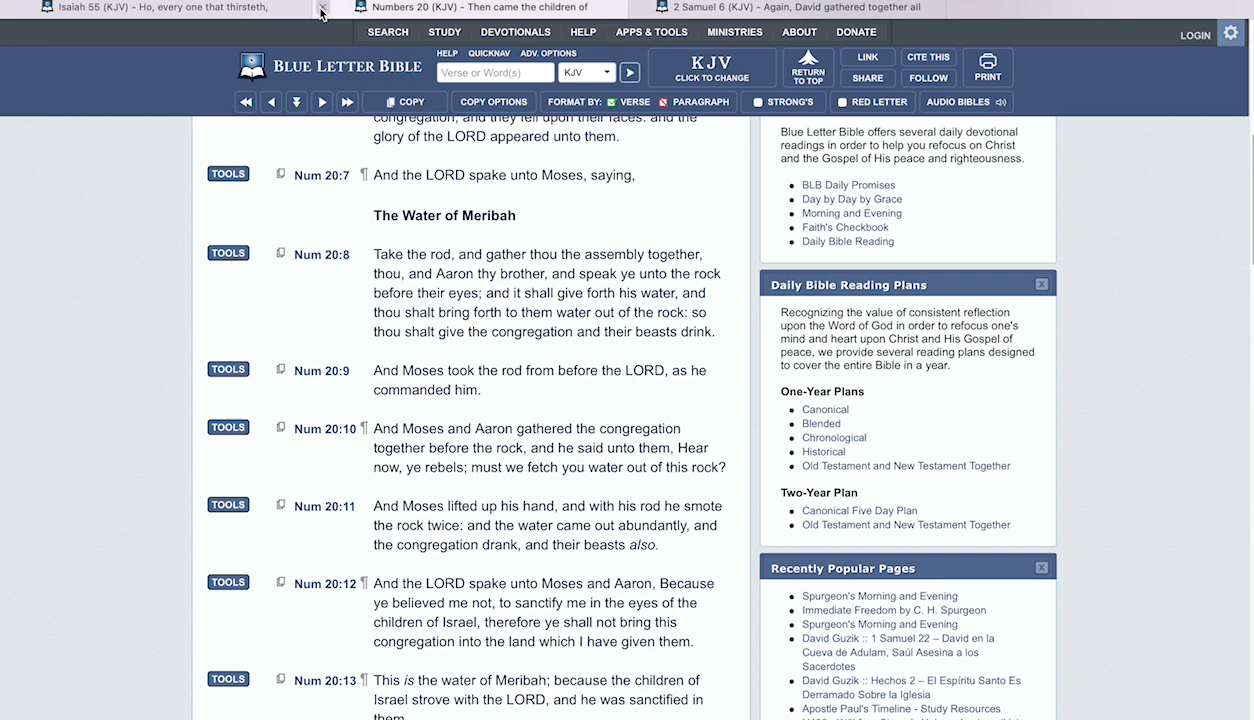 Isaiah 55 (KJV) - Ho, every one that thirsteth,
Numbers 20 (KJV) - Then came the children of
2 Samuel 6 (KJV) - Again, David gathered together all
SEARCH STUDY DEVOTIONALS HELP APPS & TOOLS MINISTRIES ABOUT DONATE LOGIN
BLUE LETTER BIBLE
HELP QUICKNAV ADV. OPTIONS
Verse or Word(s) KJV
KJV
CLICK TO CHANGE
RETURN
TO TOP
LINK CITE THIS
SHARE FOLLOW
PRINT
COPY COPY OPTIONS FORMAT BY: VERSE PARAGRAPH STRONG'S RED LETTER AUDIO BIBLES
congregation, and they fell upon their faces: and the
glory of the LORD appeared unto them.
TOOLS Num 20:7 ¶ And the LORD spake unto Moses, saying,
The Water of Meribah
TOOLS Num 20:8 Take the rod, and gather thou the assembly together,
thou, and Aaron thy brother, and speak ye unto the rock
before their eyes; and it shall give forth his water, and
thou shalt bring forth to them water out of the rock: so
thou shalt give the congregation and their beasts drink.
TOOLS Num 20:9 And Moses took the rod from before the LORD, as he
commanded him.
TOOLS Num 20:10 ¶ And Moses and Aaron gathered the congregation
together before the rock, and he said unto them, Hear
now, ye rebels; must we fetch you water out of this rock?
TOOLS Num 20:11 And Moses lifted up his hand, and with his rod he smote
the rock twice: and the water came out abundantly, and
the congregation drank, and their beasts also.
TOOLS Num 20:12 ¶ And the LORD spake unto Moses and Aaron, Because
ye believed me not, to sanctify me in the eyes of the
children of Israel, therefore ye shall not bring this
congregation into the land which I have given them.
TOOLS Num 20:13 ¶ This is the water of Meribah; because the children of
Israel strove with the LORD, and he was sanctified in
them.
Blue Letter Bible offers several daily devotional
readings in order to help you refocus on Christ
and the Gospel of His peace and righteousness.
BLB Daily Promises
Day by Day by Grace
Morning and Evening
Faith's Checkbook
Daily Bible Reading
Daily Bible Reading Plans X
Recognizing the value of consistent reflection
upon the Word of God in order to refocus one's
mind and heart upon Christ and His Gospel of
peace, we provide several reading plans designed
to cover the entire Bible in a year.
One-Year Plans
Canonical
Blended
Chronological
Historical
Old Testament and New Testament Together
Two-Year Plan
Canonical Five Day Plan
Old Testament and New Testament Together
Recently Popular Pages X
Spurgeon's Morning and Evening
Immediate Freedom by C. H. Spurgeon
Spurgeon's Morning and Evening
David Guzik :: 1 Samuel 22 – David en la
Cueva de Adulam, Saúl Asesina a los
Sacerdotes
David Guzik :: Hechos 2 – El Espíritu Santo Es
Derramado Sobre la Iglesia
Apostle Paul's Timeline - Study Resources